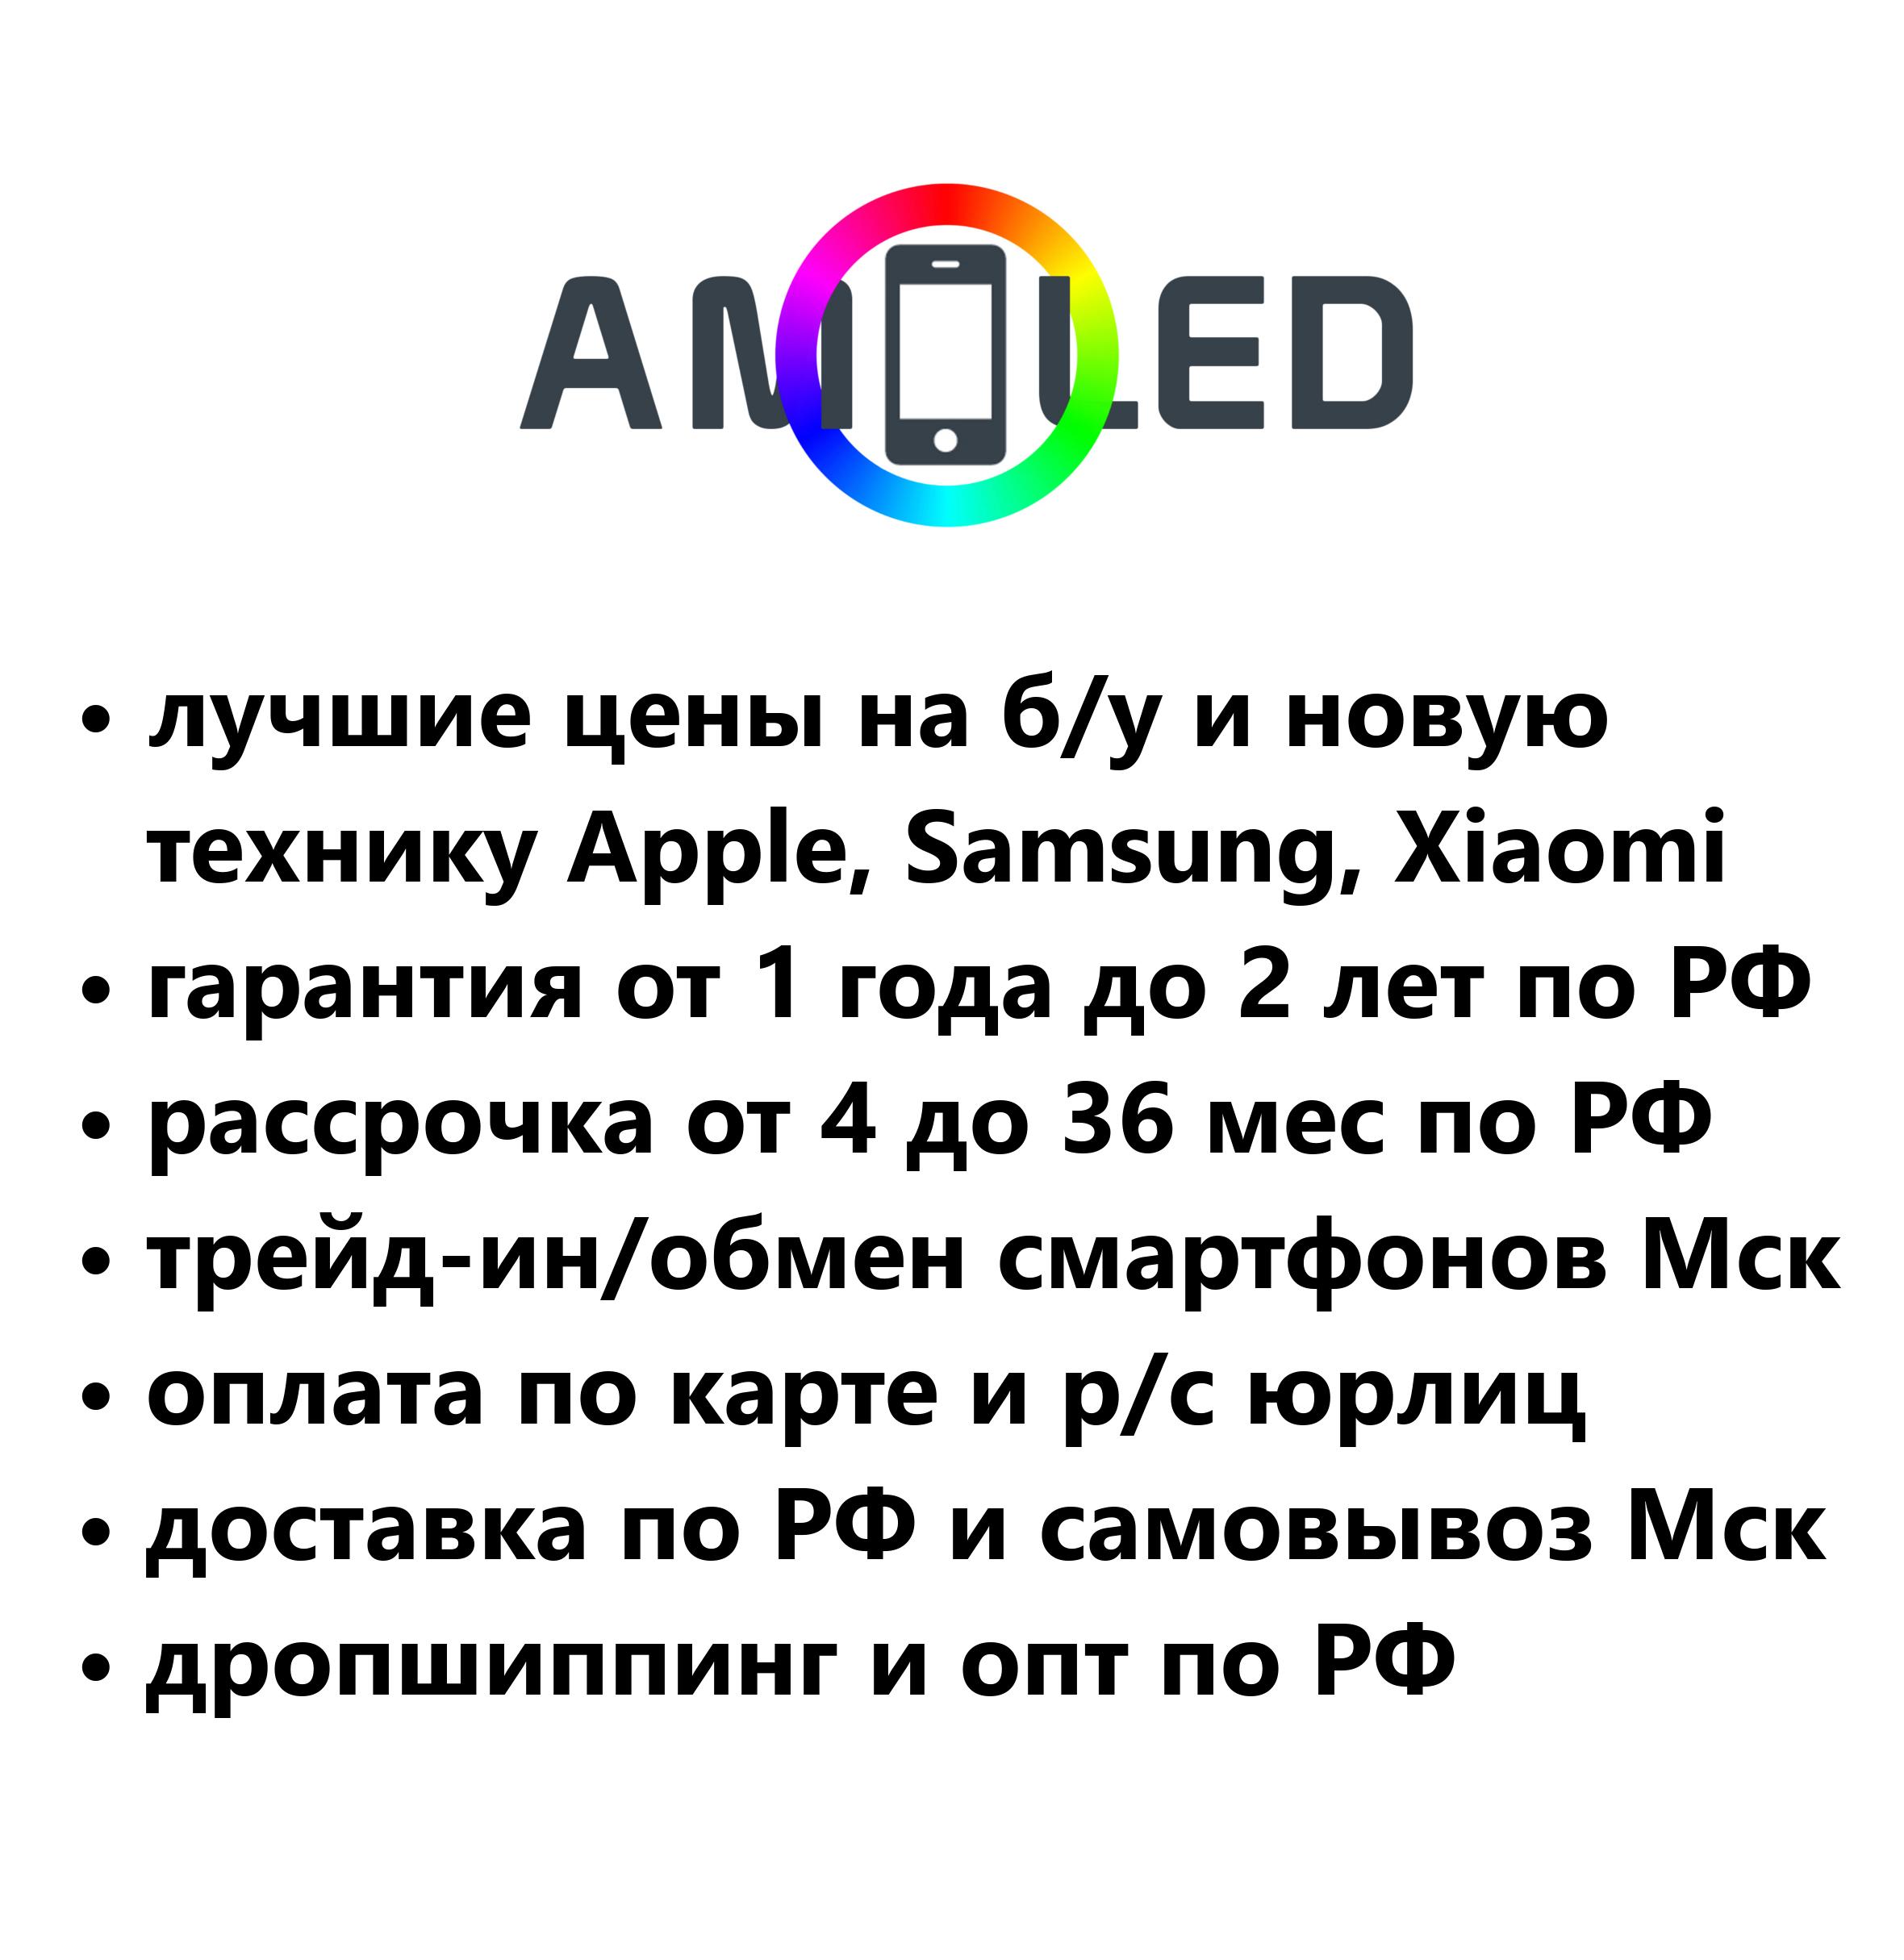 AMOLED
• лучшие цены на б/у и новую
технику Apple, Samsung, Xiaomi
• гарантия от 1 года до 2 лет по РФ
• рассрочка от 4 до 36 мес по РФ
• трейд-ин/обмен смартфонов Мск
• оплата по карте и р/с юрлиц
• доставка по РФ и самовывоз Мск
• дропшиппинг и опт по РФ